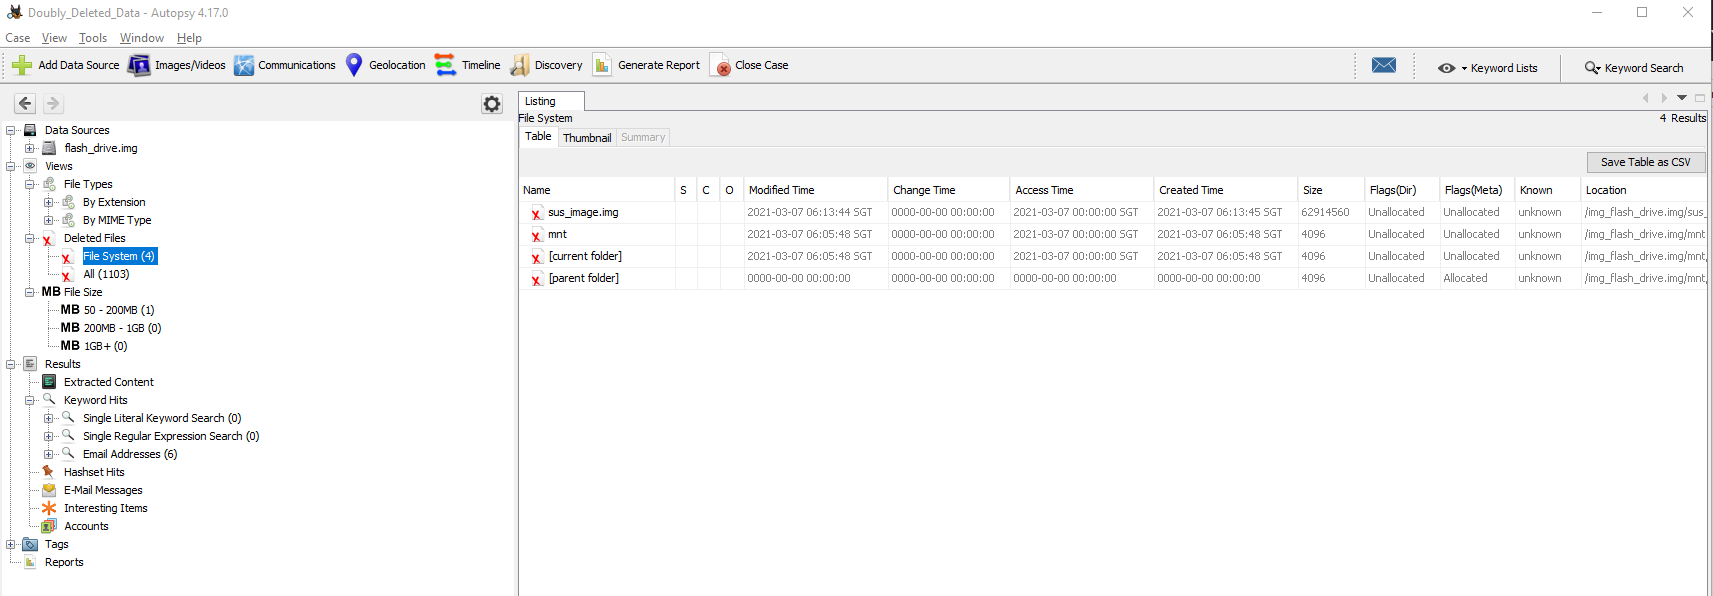 Doubly_Deleted_Data - Autopsy 4.17.0
Case View Tools Window Help
Add Data Source Images/Videos Communications Geolocation Timeline Discovery Generate Report Close Case Keyword Lists Keyword Search
Data Sources
flash_drive.img
Views
File Types
By Extension
By MIME Type
Deleted Files
File System (4)
All (1103)
MB File Size
MB 50 - 200MB (1)
MB 200MB - 1GB (0)
MB 1GB+ (0)
Results
Extracted Content
Keyword Hits
Single Literal Keyword Search (0)
Single Regular Expression Search (0)
Email Addresses (6)
Hashset Hits
E-Mail Messages
Interesting Items
Accounts
Tags
Reports
Listing
File System 4 Results
Table Thumbnail Summary
Save Table as CSV
Name S C O Modified Time Change Time Access Time Created Time Size Flags(Dir) Flags(Meta) Known Location
sus_image.img 2021-03-07 06:13:44 SGT 0000-00-00 00:00:00 2021-03-07 00:00:00 SGT 2021-03-07 06:13:45 SGT 62914560 Unallocated Unallocated unknown /img_flash_drive.img/sus_
mnt 2021-03-07 06:05:48 SGT 0000-00-00 00:00:00 2021-03-07 00:00:00 SGT 2021-03-07 06:05:48 SGT 4096 Unallocated Unallocated unknown /img_flash_drive.img/mnt
[current folder] 2021-03-07 06:05:48 SGT 0000-00-00 00:00:00 2021-03-07 00:00:00 SGT 2021-03-07 06:05:48 SGT 4096 Unallocated Unallocated unknown /img_flash_drive.img/mnt,
[parent folder] 0000-00-00 00:00:00 0000-00-00 00:00:00 0000-00-00 00:00:00 0000-00-00 00:00:00 4096 Unallocated Allocated unknown /img_flash_drive.img/mnt,